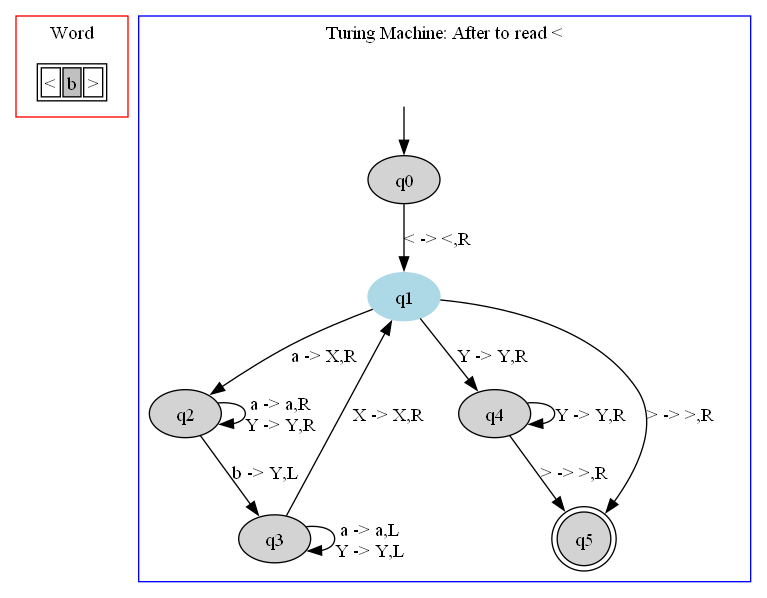 Word
< b >
Turing Machine: After to read <
q0
< -> <,R
q1
a -> X,R
Y -> Y,R
q2
a -> a,R
Y -> Y,R
X -> X,R
q4
Y -> Y,R
> -> >,R
b -> Y,L
> -> >,R
q3
a -> a,L
Y -> Y,L
q5